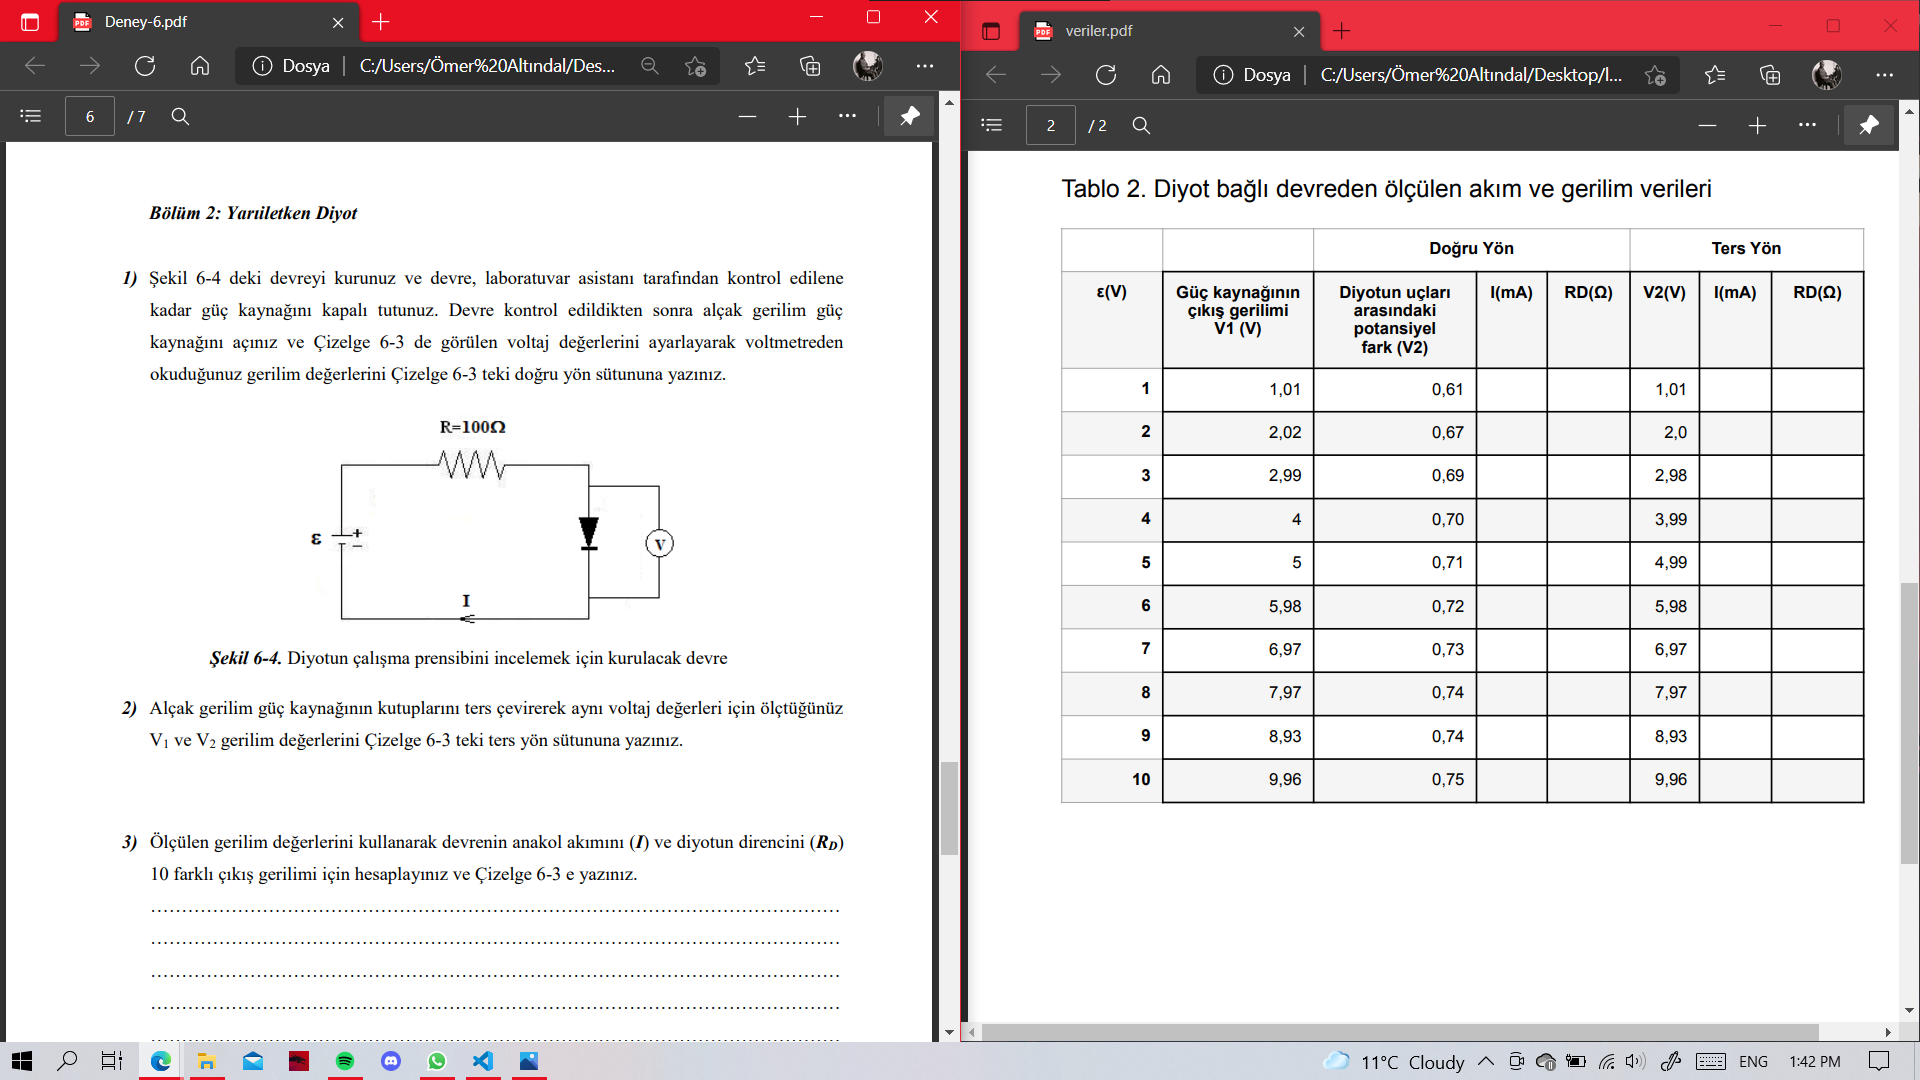 Deney-6.pdf
Dosya
C:/Users/Ömer%20Altındal/Des...
6
/ 7
Bölüm 2: Yarıiletken Diyot
1) Şekil 6-4 deki devreyi kurunuz ve devre, laboratuvar asistanı tarafından kontrol edilene
kadar güç kaynağını kapalı tutunuz. Devre kontrol edildikten sonra alçak gerilim güç
kaynağını açınız ve Çizelge 6-3 de görülen voltaj değerlerini ayarlayarak voltmetreden
okuduğunuz gerilim değerlerini Çizelge 6-3 teki doğru yön sütununa yazınız.
R=100Ω
ε + −
V
I
Şekil 6-4. Diyotun çalışma prensibini incelemek için kurulacak devre
2) Alçak gerilim güç kaynağının kutuplarını ters çevirerek aynı voltaj değerleri için ölçtüğünüz
V1 ve V2 gerilim değerlerini Çizelge 6-3 teki ters yön sütununa yazınız.
3) Ölçülen gerilim değerlerini kullanarak devrenin anakol akımını (I) ve diyotun direncini (RD)
10 farklı çıkış gerilimi için hesaplayınız ve Çizelge 6-3 e yazınız.
veriler.pdf
Dosya
C:/Users/Ömer%20Altındal/Desktop/l...
2
/ 2
Tablo 2. Diyot bağlı devreden ölçülen akım ve gerilim verileri
Doğru Yön Ters Yön
ε(V) Güç kaynağının çıkış gerilimi V1 (V) Diyotun uçları arasındaki potansiyel fark (V2) I(mA) RD(Ω) V2(V) I(mA) RD(Ω)
1 1,01 0,61 1,01
2 2,02 0,67 2,0
3 2,99 0,69 2,98
4 4 0,70 3,99
5 5 0,71 4,99
6 5,98 0,72 5,98
7 6,97 0,73 6,97
8 7,97 0,74 7,97
9 8,93 0,74 8,93
10 9,96 0,75 9,96
11°C Cloudy
ENG
1:42 PM